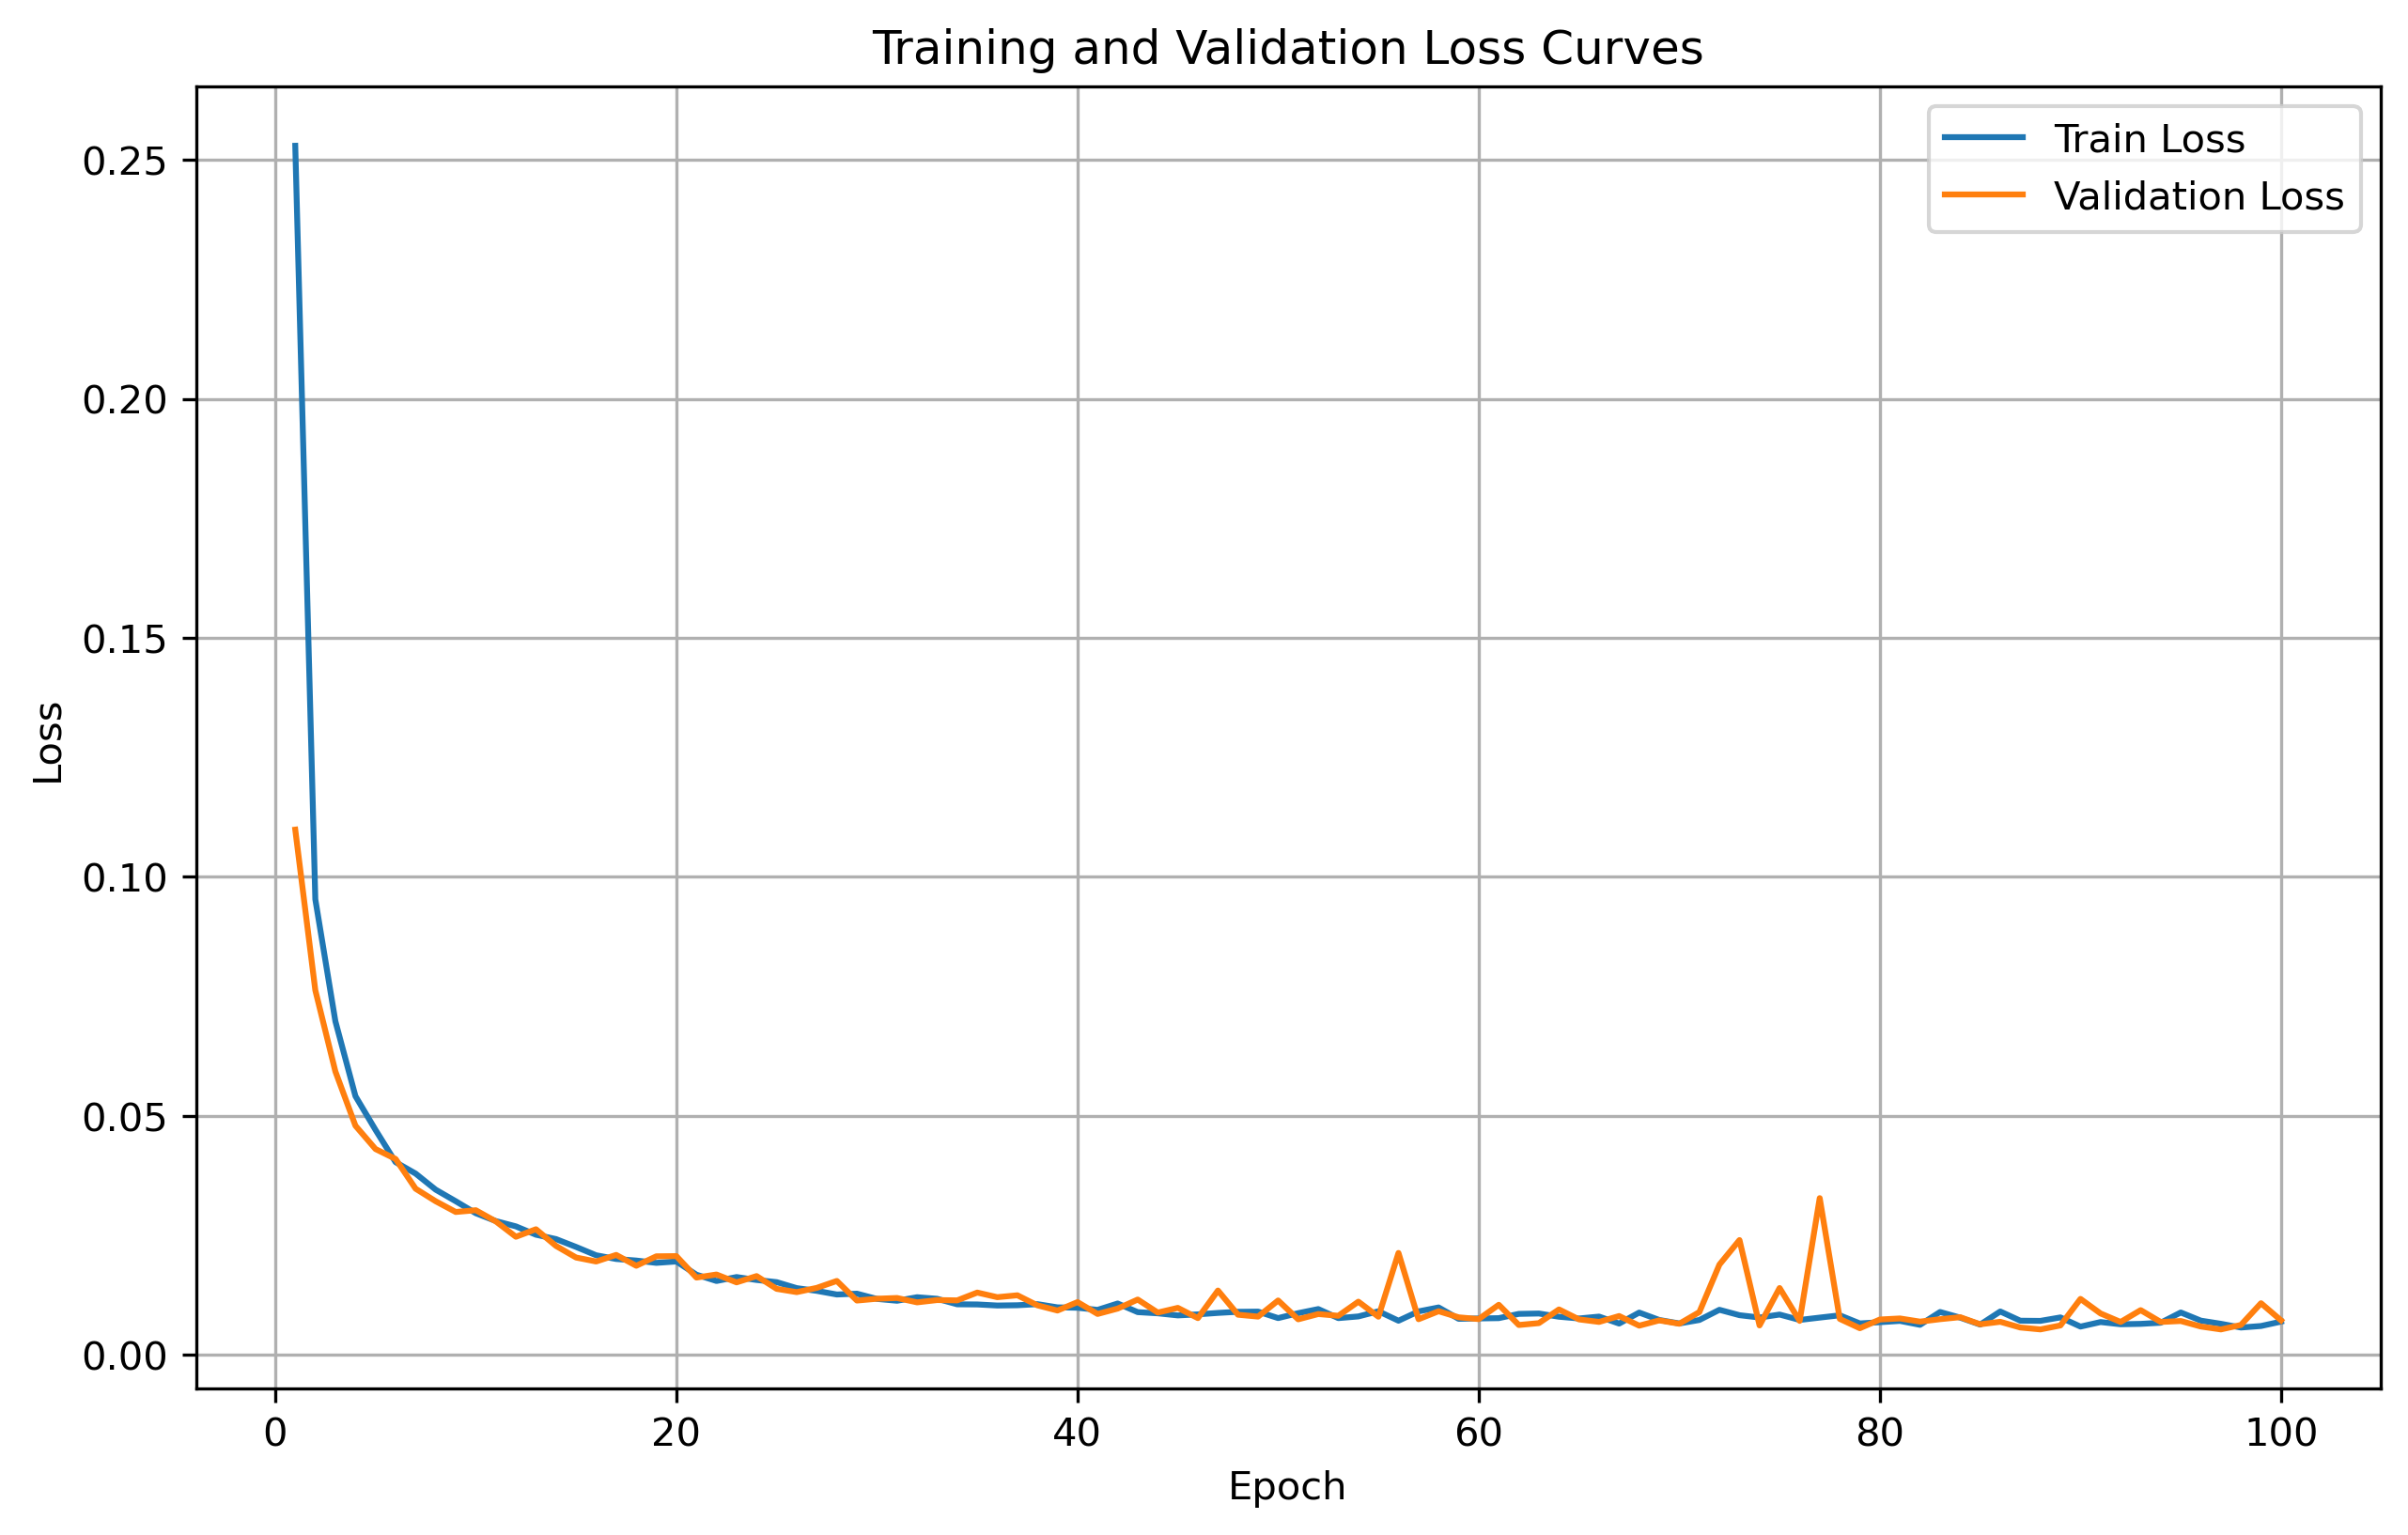 Training and Validation Loss Curves
Train Loss
Validation Loss
0.25
0.20
0.15
0.10
0.05
0.00
Loss
0 20 40 60 80 100
Epoch